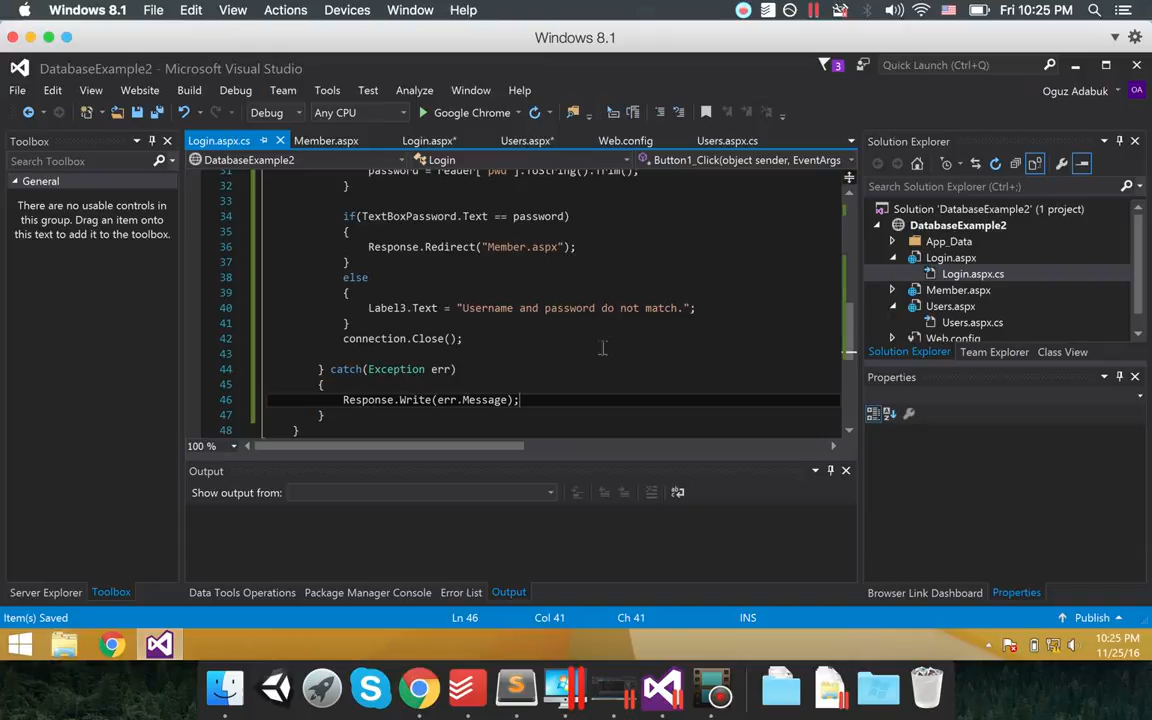 Windows 8.1 File Edit View Actions Devices Window Help Fri 10:25 PM
Windows 8.1
DatabaseExample2 - Microsoft Visual Studio 3 Quick Launch (Ctrl+Q)
File Edit View Website Build Debug Team Tools Test Analyze Window Help Oguz Adabuk OA
Debug Any CPU Google Chrome
Toolbox
Search Toolbox
General
There are no usable controls in
this group. Drag an item onto
this text to add it to the toolbox.
Login.aspx.cs Member.aspx Login.aspx* Users.aspx* Web.config Users.aspx.cs
DatabaseExample2 Login Button1_Click(object sender, EventArgs
31 password = reader["pwd"].ToString().Trim();
32 }
33
34 if(TextBoxPassword.Text == password)
35 {
36 Response.Redirect("Member.aspx");
37 }
38 else
39 {
40 Label3.Text = "Username and password do not match.";
41 }
42 connection.Close();
43
44 } catch(Exception err)
45 {
46 Response.Write(err.Message);
47 }
48 }
100 %
Output
Show output from:
Solution Explorer
Search Solution Explorer (Ctrl+;)
Solution 'DatabaseExample2' (1 project)
DatabaseExample2
App_Data
Login.aspx
Login.aspx.cs
Member.aspx
Users.aspx
Users.aspx.cs
Web.config
Solution Explorer Team Explorer Class View
Properties
Server Explorer Toolbox Data Tools Operations Package Manager Console Error List Output Browser Link Dashboard Properties
Item(s) Saved Ln 46 Col 41 Ch 41 INS Publish
10:25 PM
11/25/16